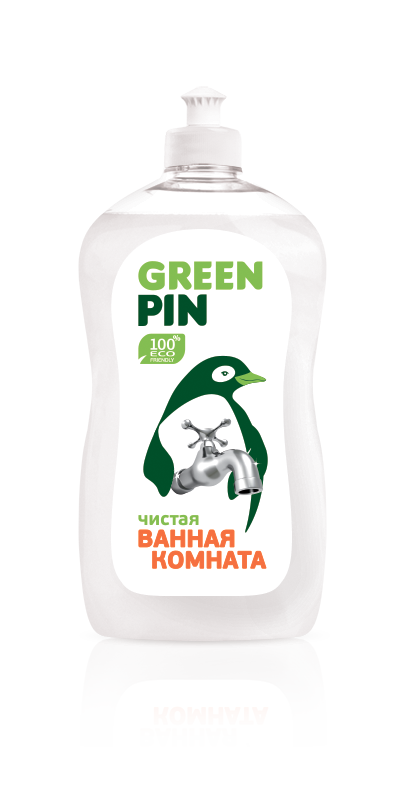 GREEN
PIN
100%
ECO
FRIENDLY
чистая
ВАННАЯ
КОМНАТА